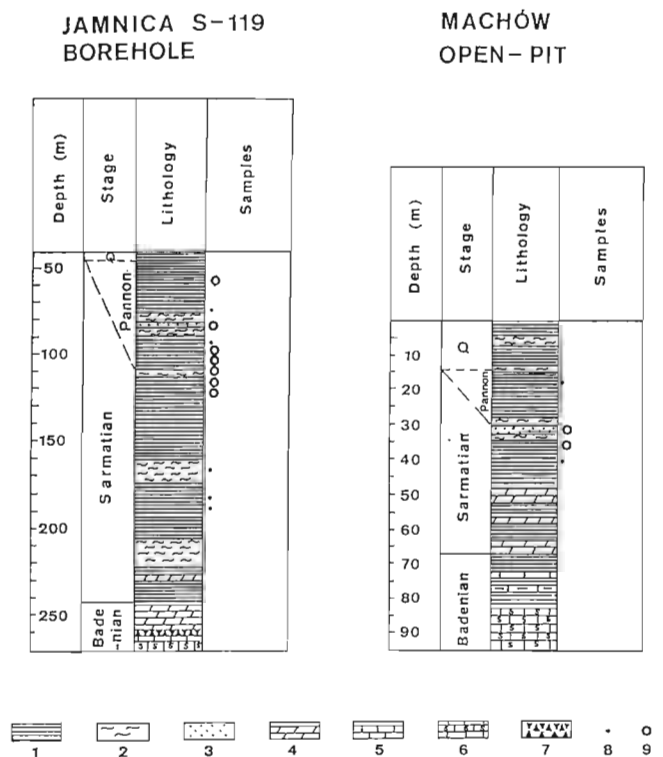 JAMNICA S-119
BOREHOLE
MACHÓW
OPEN-PIT
Depth (m)
Stage
Lithology
Samples
50
100
150
200
250
Q
Pannon.
Sarmatian
Bade
-nian
s s s s s
Depth (m)
Stage
Lithology
Samples
10
20
30
40
50
60
70
80
90
Q
Pannon.
Sarmatian
Badenian
1 2 3 4 5 6 7 8 9